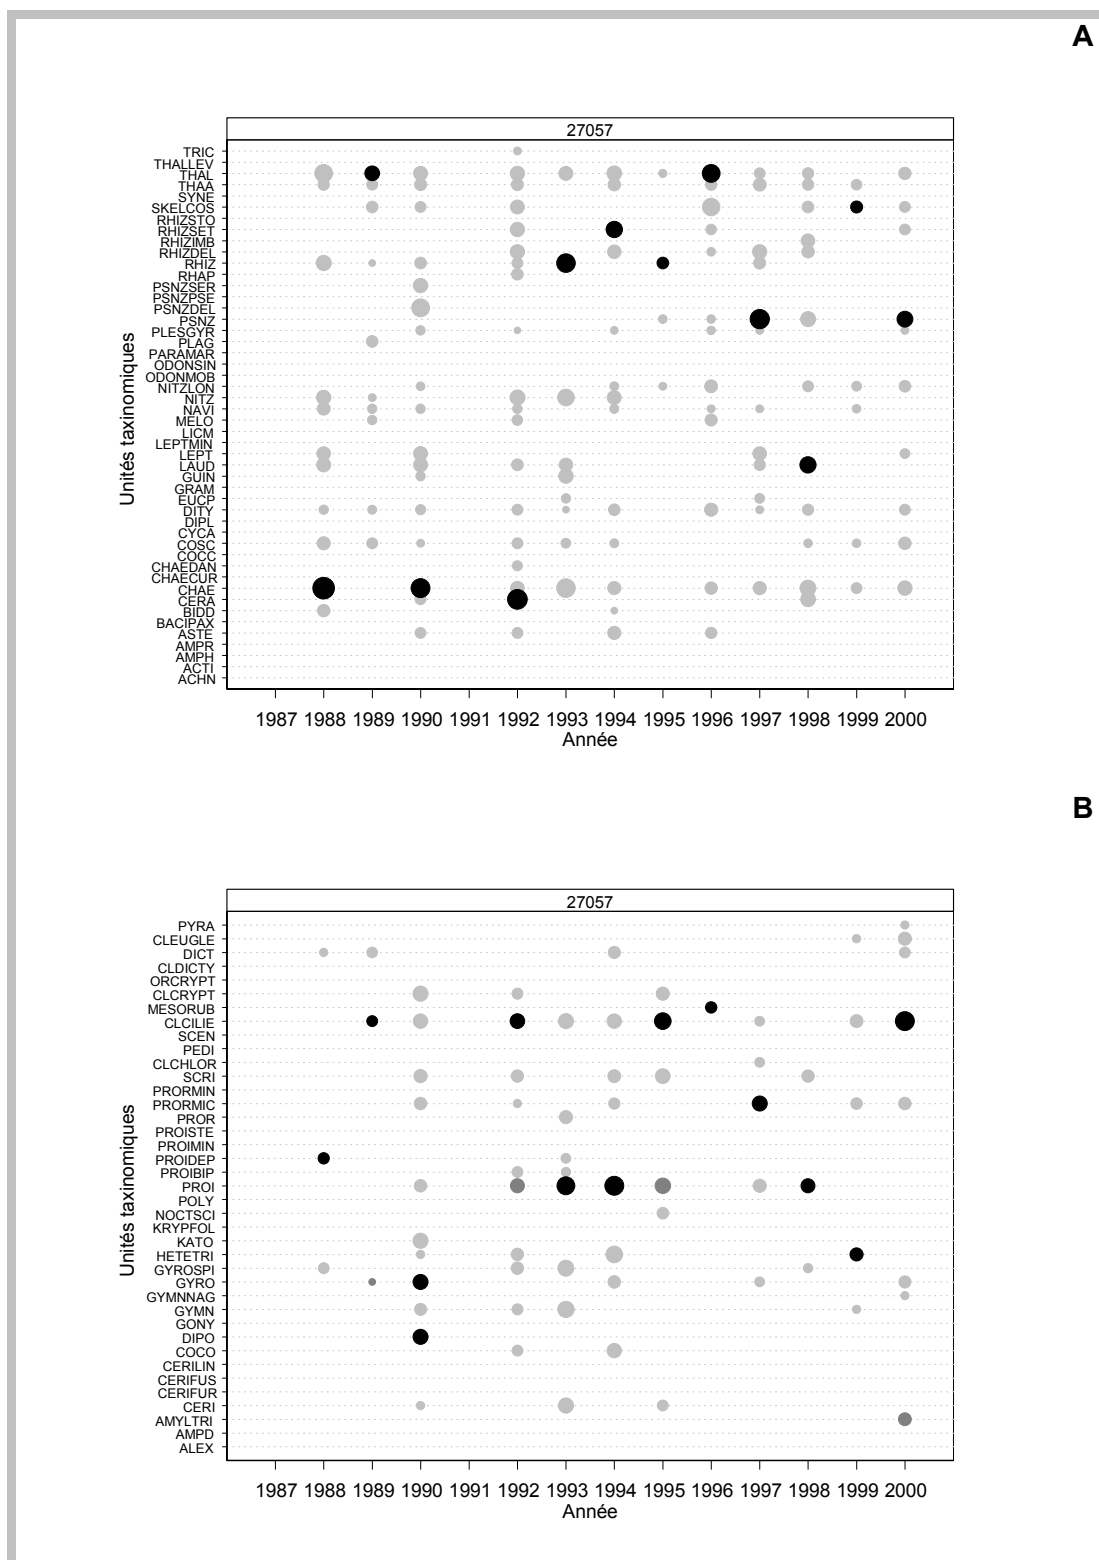 A
27057
TRIC
THALLEV
THAL
THAA
SYNE
SKELCOS
RHIZSTO
RHIZSET
RHIZIMB
RHIZDEL
RHIZ
RHAP
PSNZSER
PSNZPSE
PSNZDEL
PSNZ
PLESGYR
PLAG
PARAMAR
ODONSIN
ODONMOB
NITZLON
NITZ
NAVI
MELO
LICM
LEPTMIN
LEPT
LAUD
GUIN
GRAM
EUCP
DITY
DIPL
CYCA
COSC
COCC
CHAEDAN
CHAECUR
CHAE
CERA
BIDD
BACIPAX
ASTE
AMPR
AMPH
ACTI
ACHN
Unités taxinomiques
1987 1988 1989 1990 1991 1992 1993 1994 1995 1996 1997 1998 1999 2000
Année
B
27057
PYRA
CLEUGLE
DICT
CLDICTY
ORCRYPT
CLCRYPT
MESORUB
CLCILIE
SCEN
PEDI
CLCHLOR
SCRI
PRORMIN
PRORMIC
PROR
PROISTE
PROIMIN
PROIDEP
PROIBIP
PROI
POLY
NOCTSCI
KRYPFOL
KATO
HETETRI
GYROSPI
GYRO
GYMNNAG
GYMN
GONY
DIPO
COCO
CERILIN
CERIFUS
CERIFUR
CERI
AMYLTRI
AMPD
ALEX
Unités taxinomiques
1987 1988 1989 1990 1991 1992 1993 1994 1995 1996 1997 1998 1999 2000
Année